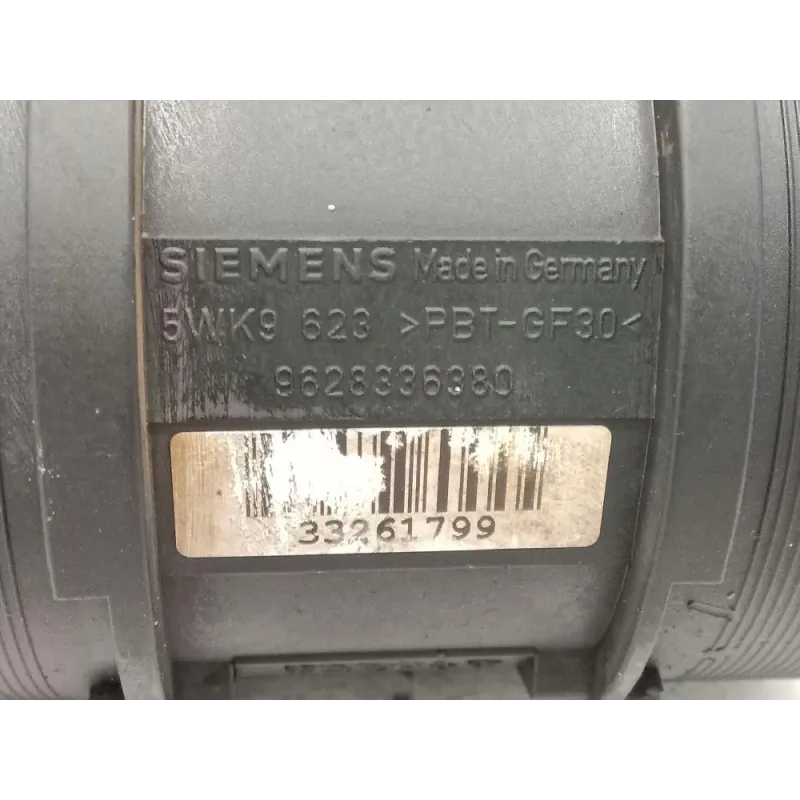 SIEMENS Made in Germany
5WK9 623 >PBT-GF30<
9628336380
33261799